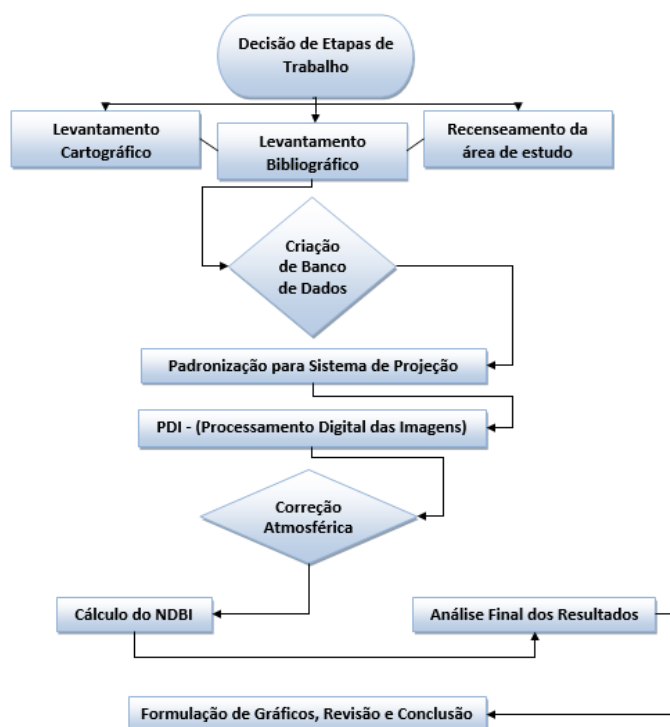 Decisão de Etapas de
Trabalho
Levantamento
Cartográfico
Levantamento
Bibliográfico
Recenseamento da
área de estudo
Criação
de Banco
de Dados
Padronização para Sistema de Projeção
PDI - (Processamento Digital das Imagens)
Correção
Atmosférica
Cálculo do NDBI
Análise Final dos Resultados
Formulação de Gráficos, Revisão e Conclusão